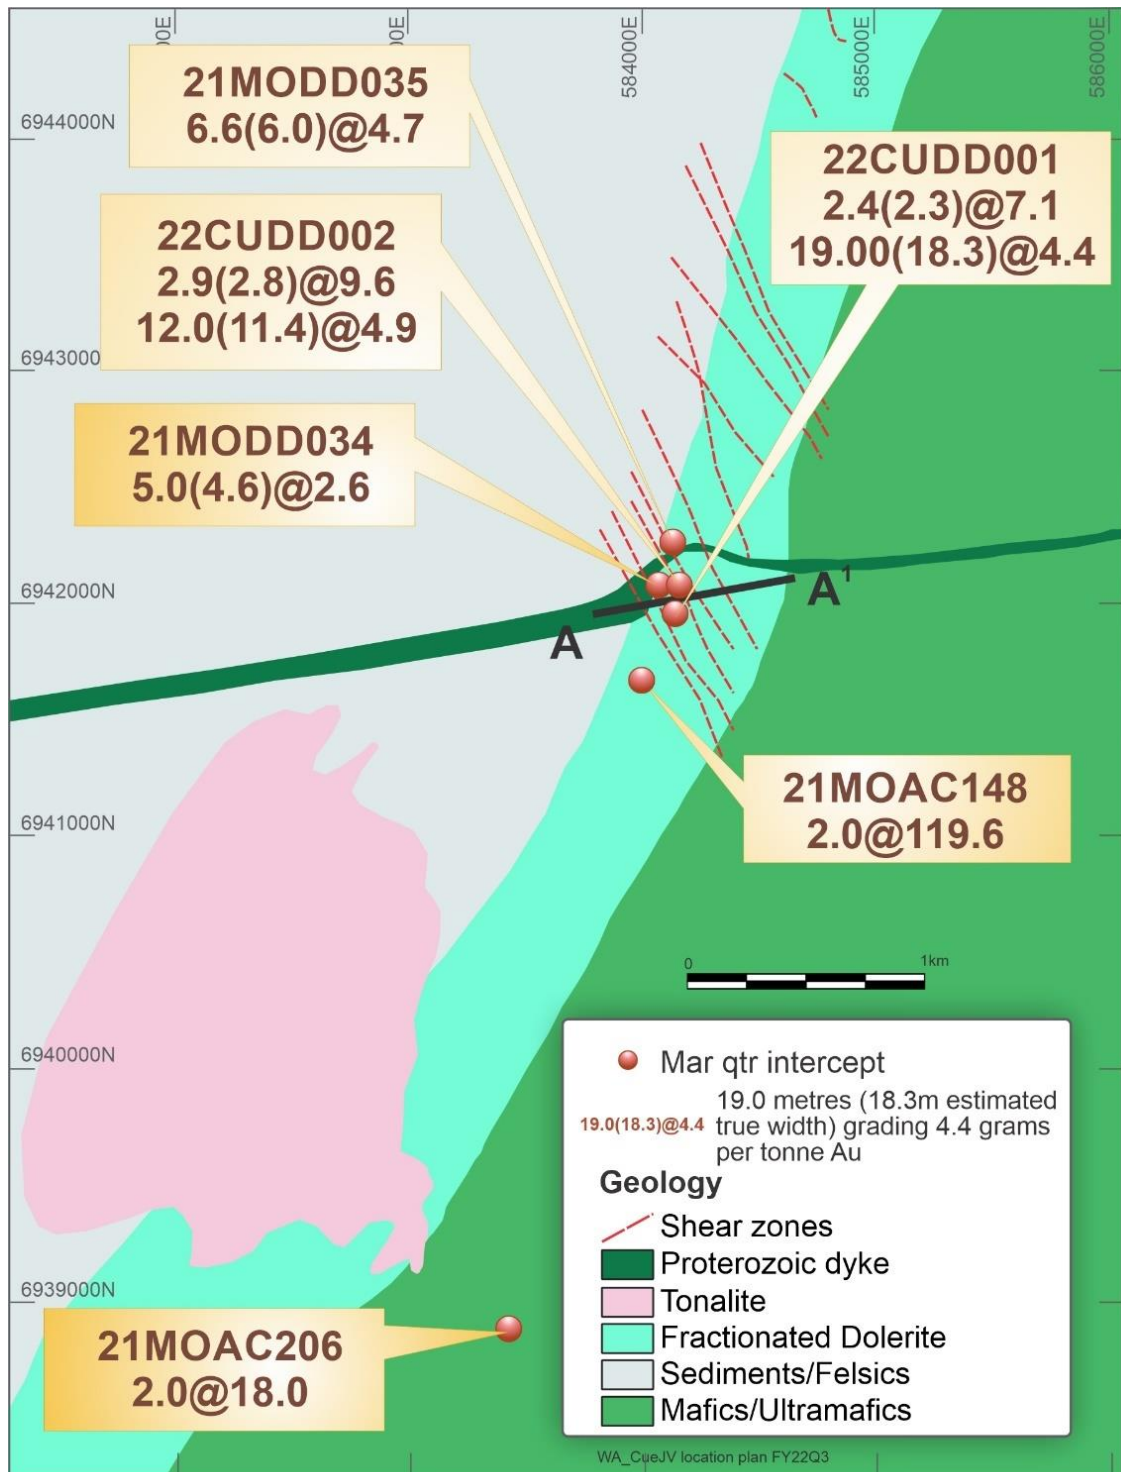 584000E
585000E
586000E
6944000N
6943000
6942000N
6941000N
6940000N
6939000N
21MODD035
6.6(6.0)@4.7
22CUDD001
2.4(2.3)@7.1
19.00(18.3)@4.4
22CUDD002
2.9(2.8)@9.6
12.0(11.4)@4.9
21MODD034
5.0(4.6)@2.6
A
A1
21MOAC148
2.0@119.6
21MOAC206
2.0@18.0
0 1km
Mar qtr intercept
19.0(18.3)@4.4
19.0 metres (18.3m estimated
true width) grading 4.4 grams
per tonne Au
Geology
Shear zones
Proterozoic dyke
Tonalite
Fractionated Dolerite
Sediments/Felsics
Mafics/Ultramafics
WA_CueJV location plan FY22Q3